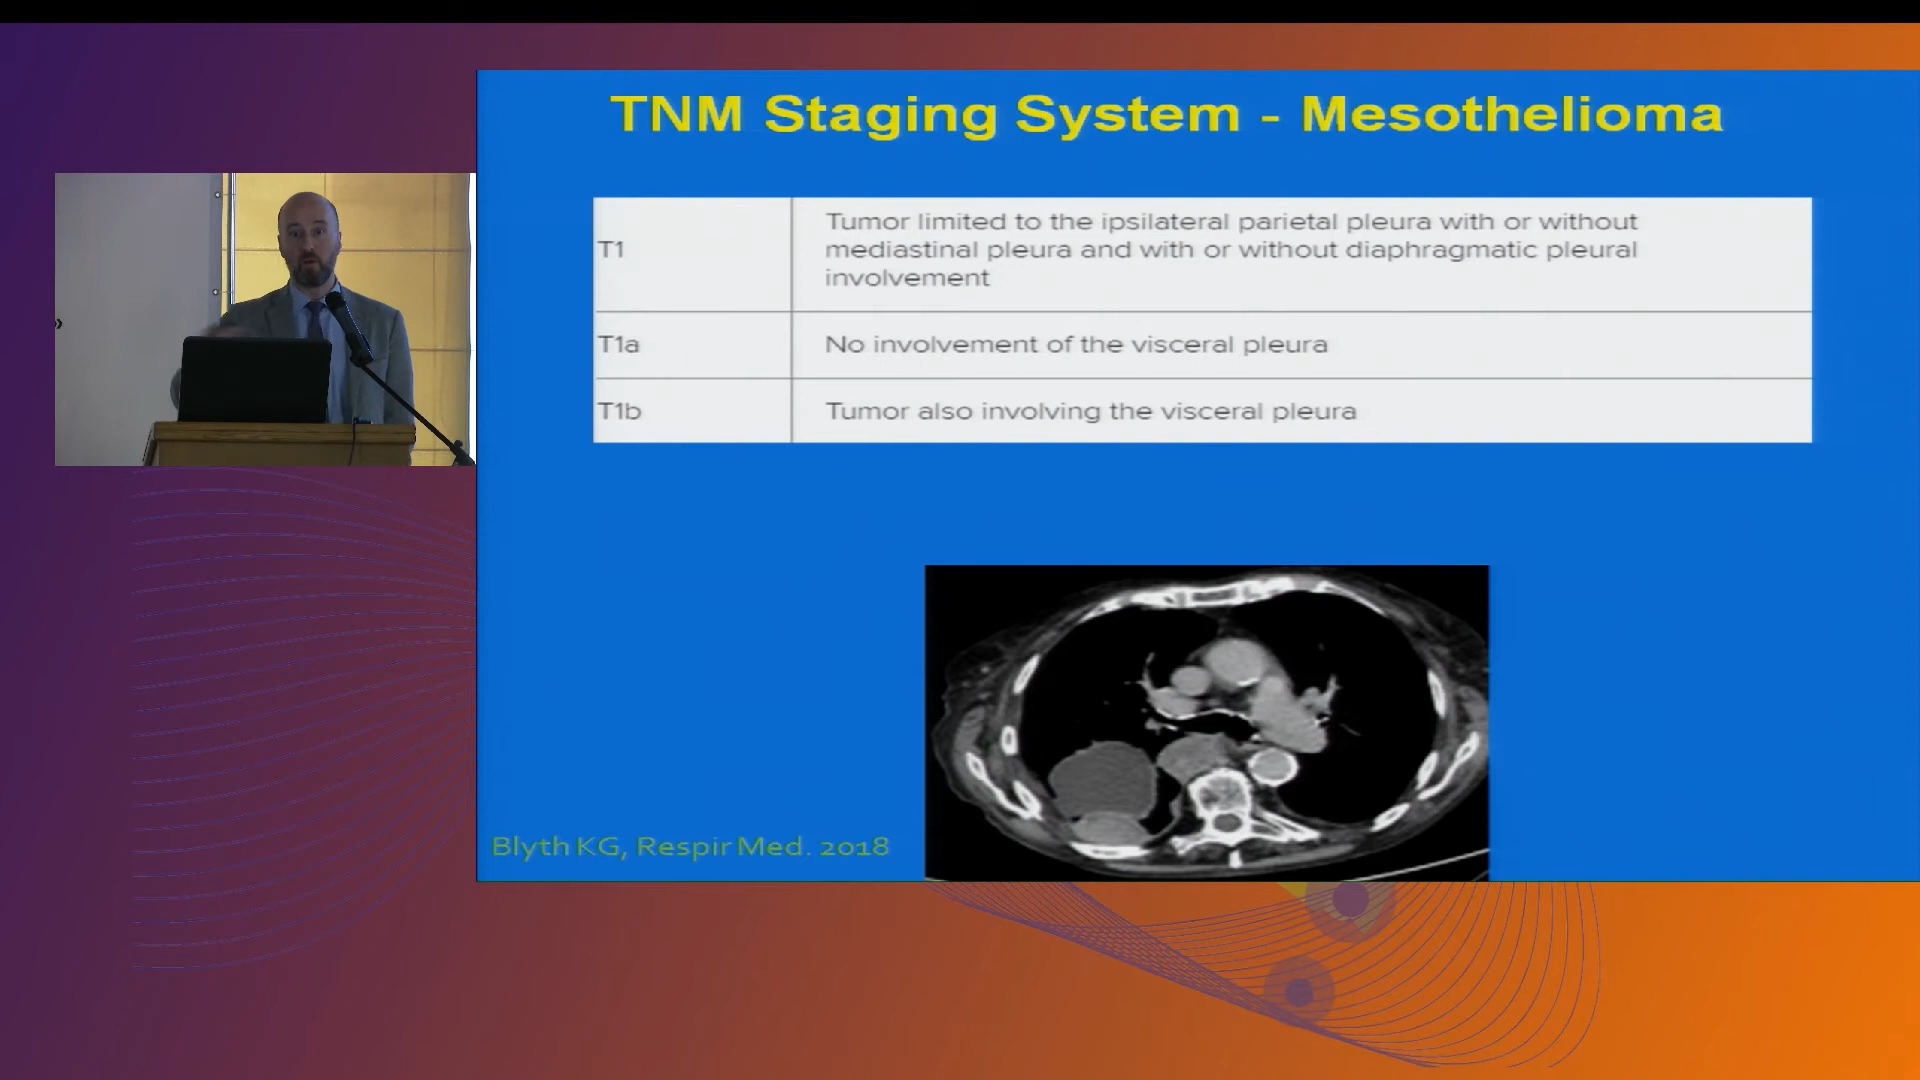 TNM Staging System - Mesothelioma
T1
Tumor limited to the ipsilateral parietal pleura with or without
mediastinal pleura and with or without diaphragmatic pleural
involvement
T1a
No involvement of the visceral pleura
T1b
Tumor also involving the visceral pleura
»
Blyth KG, Respir Med. 2018